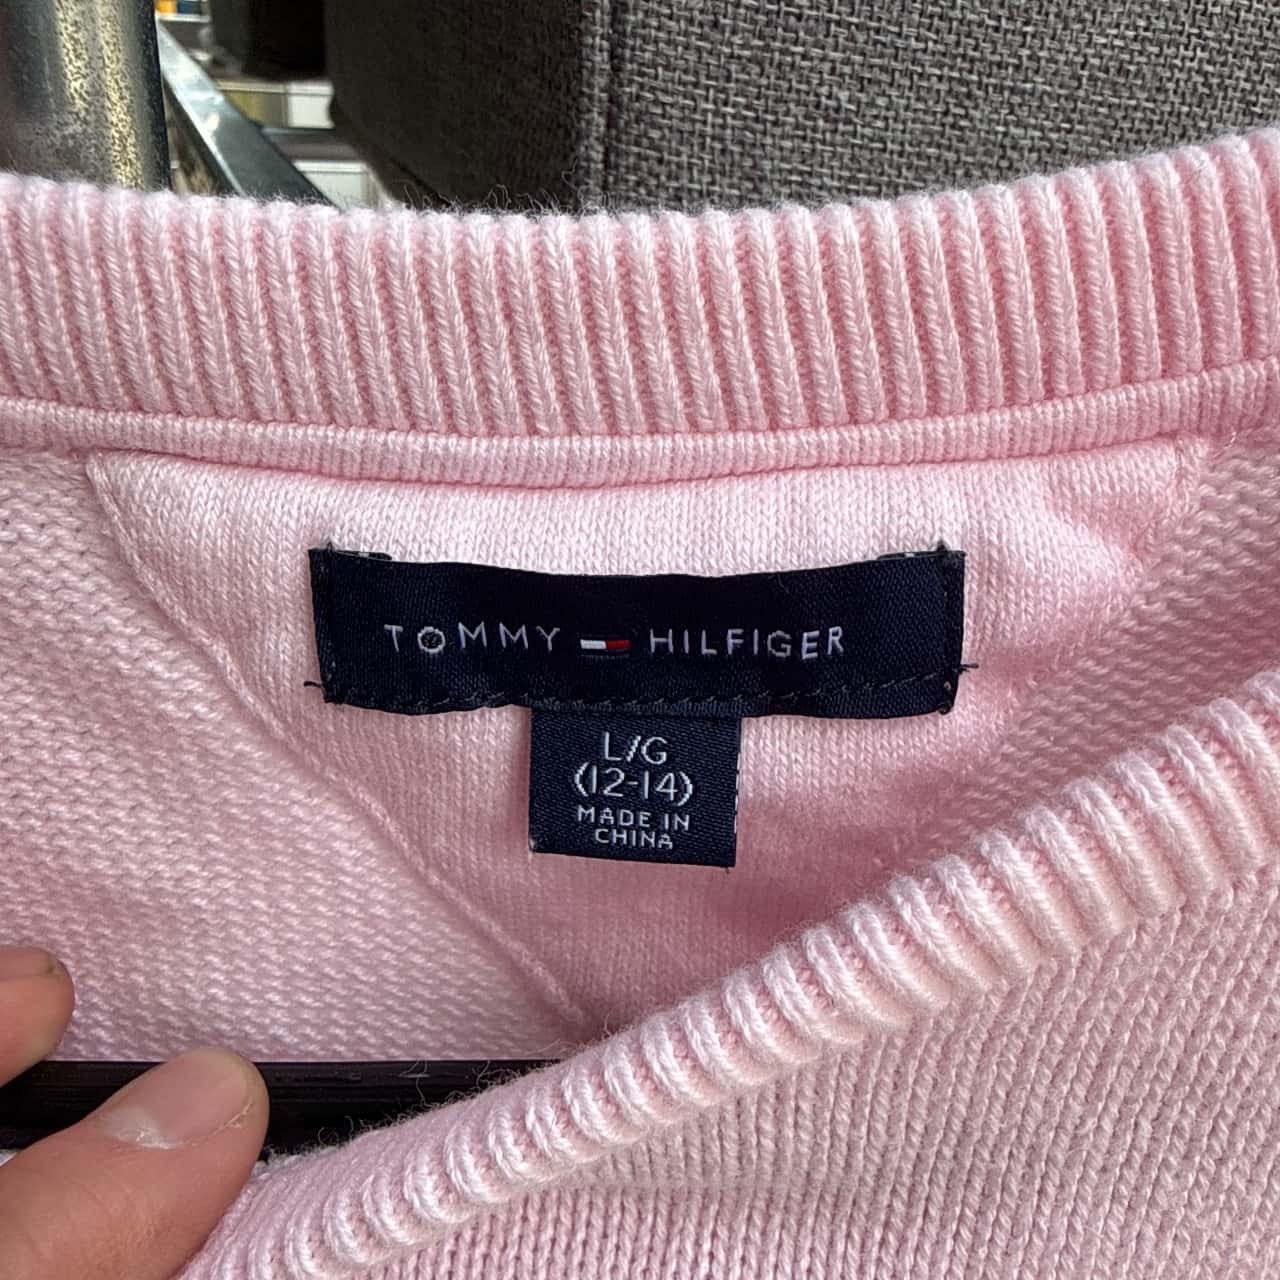 TOMMY HILFIGER
L/G
(12-14)
MADE IN
CHINA